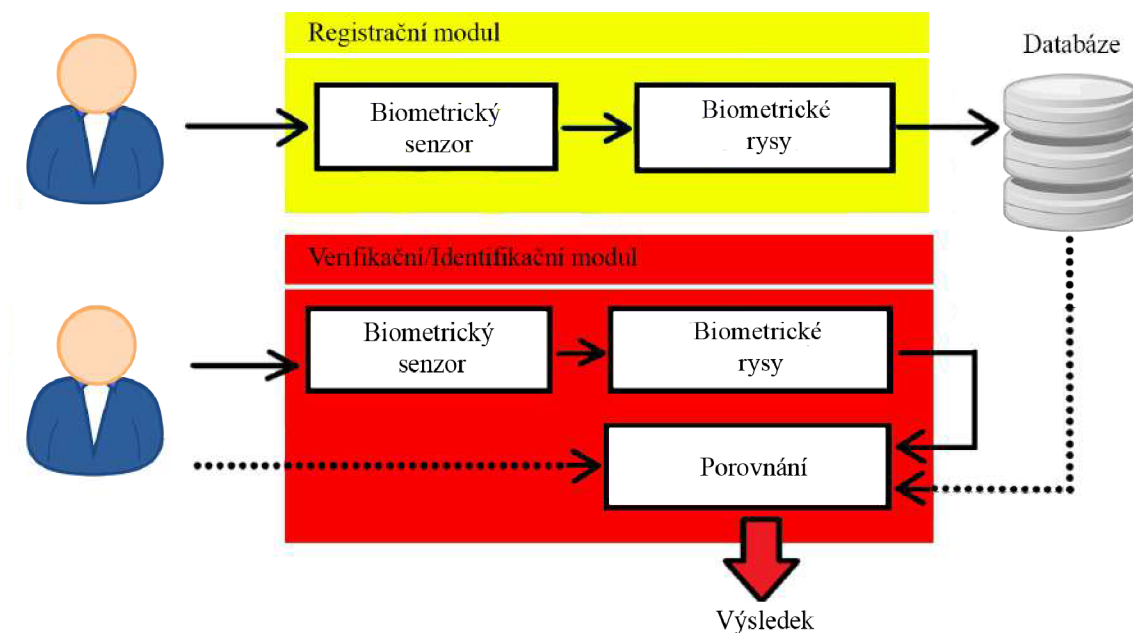 Registrační modul
Databáze
Biometrický
senzor
Biometrické
rysy
Verifikační/Identifikační modul
Biometrický
senzor
Biometrické
rysy
Porovnání
Výsledek